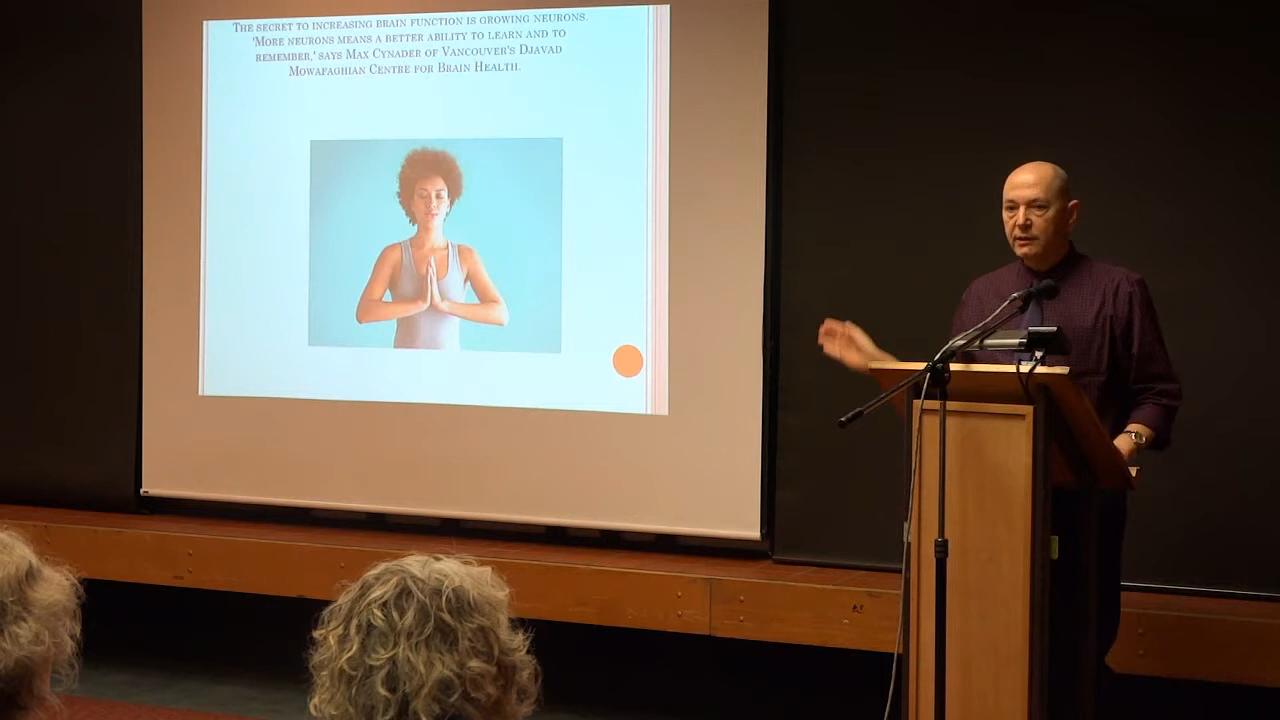 THE SECRET TO INCREASING BRAIN FUNCTION IS GROWING NEURONS.
'MORE NEURONS MEANS A BETTER ABILITY TO LEARN AND TO
REMEMBER,' SAYS MAX CYNADER OF VANCOUVER'S DJAVAD
MOWAFAGHIAN CENTRE FOR BRAIN HEALTH.